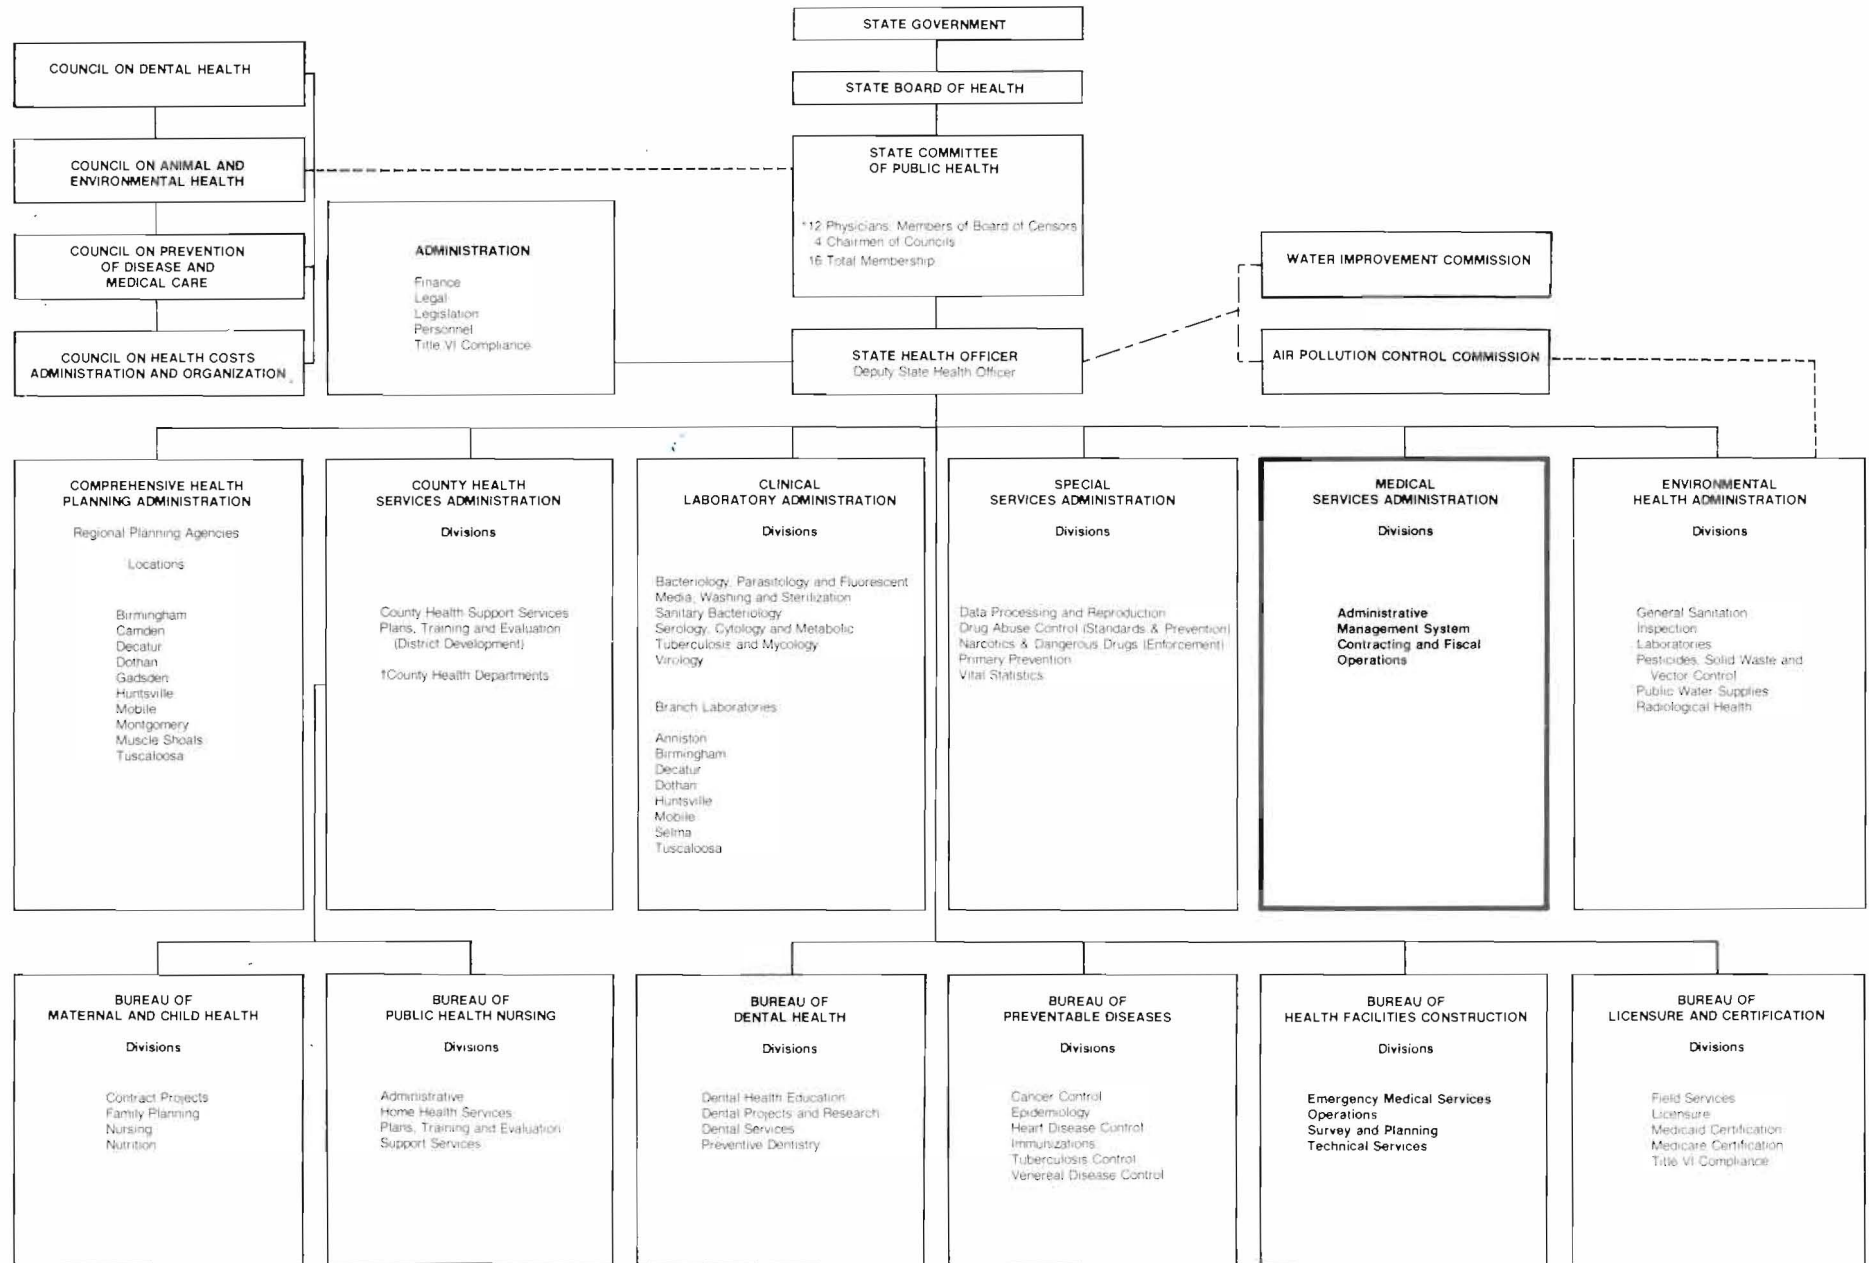 STATE GOVERNMENT
STATE BOARD OF HEALTH
STATE COMMITTEE
OF PUBLIC HEALTH
*12 Physicians: Members of Board of Censors
4 Chairmen of Councils
16 Total Membership
COUNCIL ON DENTAL HEALTH
COUNCIL ON ANIMAL AND
ENVIRONMENTAL HEALTH
COUNCIL ON PREVENTION
OF DISEASE AND
MEDICAL CARE
COUNCIL ON HEALTH COSTS
ADMINISTRATION AND ORGANIZATION
ADMINISTRATION
Finance
Legal
Legislation
Personnel
Title VI Compliance
STATE HEALTH OFFICER
Deputy State Health Officer
WATER IMPROVEMENT COMMISSION
AIR POLLUTION CONTROL COMMISSION
COMPREHENSIVE HEALTH
PLANNING ADMINISTRATION
Regional Planning Agencies
Locations
Birmingham
Camden
Decatur
Dothan
Gadsden
Huntsville
Mobile
Montgomery
Muscle Shoals
Tuscaloosa
COUNTY HEALTH
SERVICES ADMINISTRATION
Divisions
County Health Support Services
Plans, Training and Evaluation
(District Development)
†County Health Departments
CLINICAL
LABORATORY ADMINISTRATION
Divisions
Bacteriology, Parasitology and Fluorescent
Media, Washing and Sterilization
Sanitary Bacteriology
Serology, Cytology and Metabolic
Tuberculosis and Mycology
Virology
Branch Laboratories
Anniston
Birmingham
Decatur
Dothan
Huntsville
Mobile
Selma
Tuscaloosa
SPECIAL
SERVICES ADMINISTRATION
Divisions
Data Processing and Reproduction
Drug Abuse Control (Standards & Prevention)
Narcotics & Dangerous Drugs (Enforcement)
Primary Prevention
Vital Statistics
MEDICAL
SERVICES ADMINISTRATION
Divisions
Administrative
Management System
Contracting and Fiscal
Operations
ENVIRONMENTAL
HEALTH ADMINISTRATION
Divisions
General Sanitation
Inspection
Laboratories
Pesticides, Solid Waste and
Vector Control
Public Water Supplies
Radiological Health
BUREAU OF
MATERNAL AND CHILD HEALTH
Divisions
Contract Projects
Family Planning
Nursing
Nutrition
BUREAU OF
PUBLIC HEALTH NURSING
Divisions
Administrative
Home Health Services
Plans, Training and Evaluation
Support Services
BUREAU OF
DENTAL HEALTH
Divisions
Dental Health Education
Dental Projects and Research
Dental Services
Preventive Dentistry
BUREAU OF
PREVENTABLE DISEASES
Divisions
Cancer Control
Epidemiology
Heart Disease Control
Immunizations
Tuberculosis Control
Venereal Disease Control
BUREAU OF
HEALTH FACILITIES CONSTRUCTION
Divisions
Emergency Medical Services
Operations
Survey and Planning
Technical Services
BUREAU OF
LICENSURE AND CERTIFICATION
Divisions
Field Services
Licensure
Medicaid Certification
Medicare Certification
Title VI Compliance